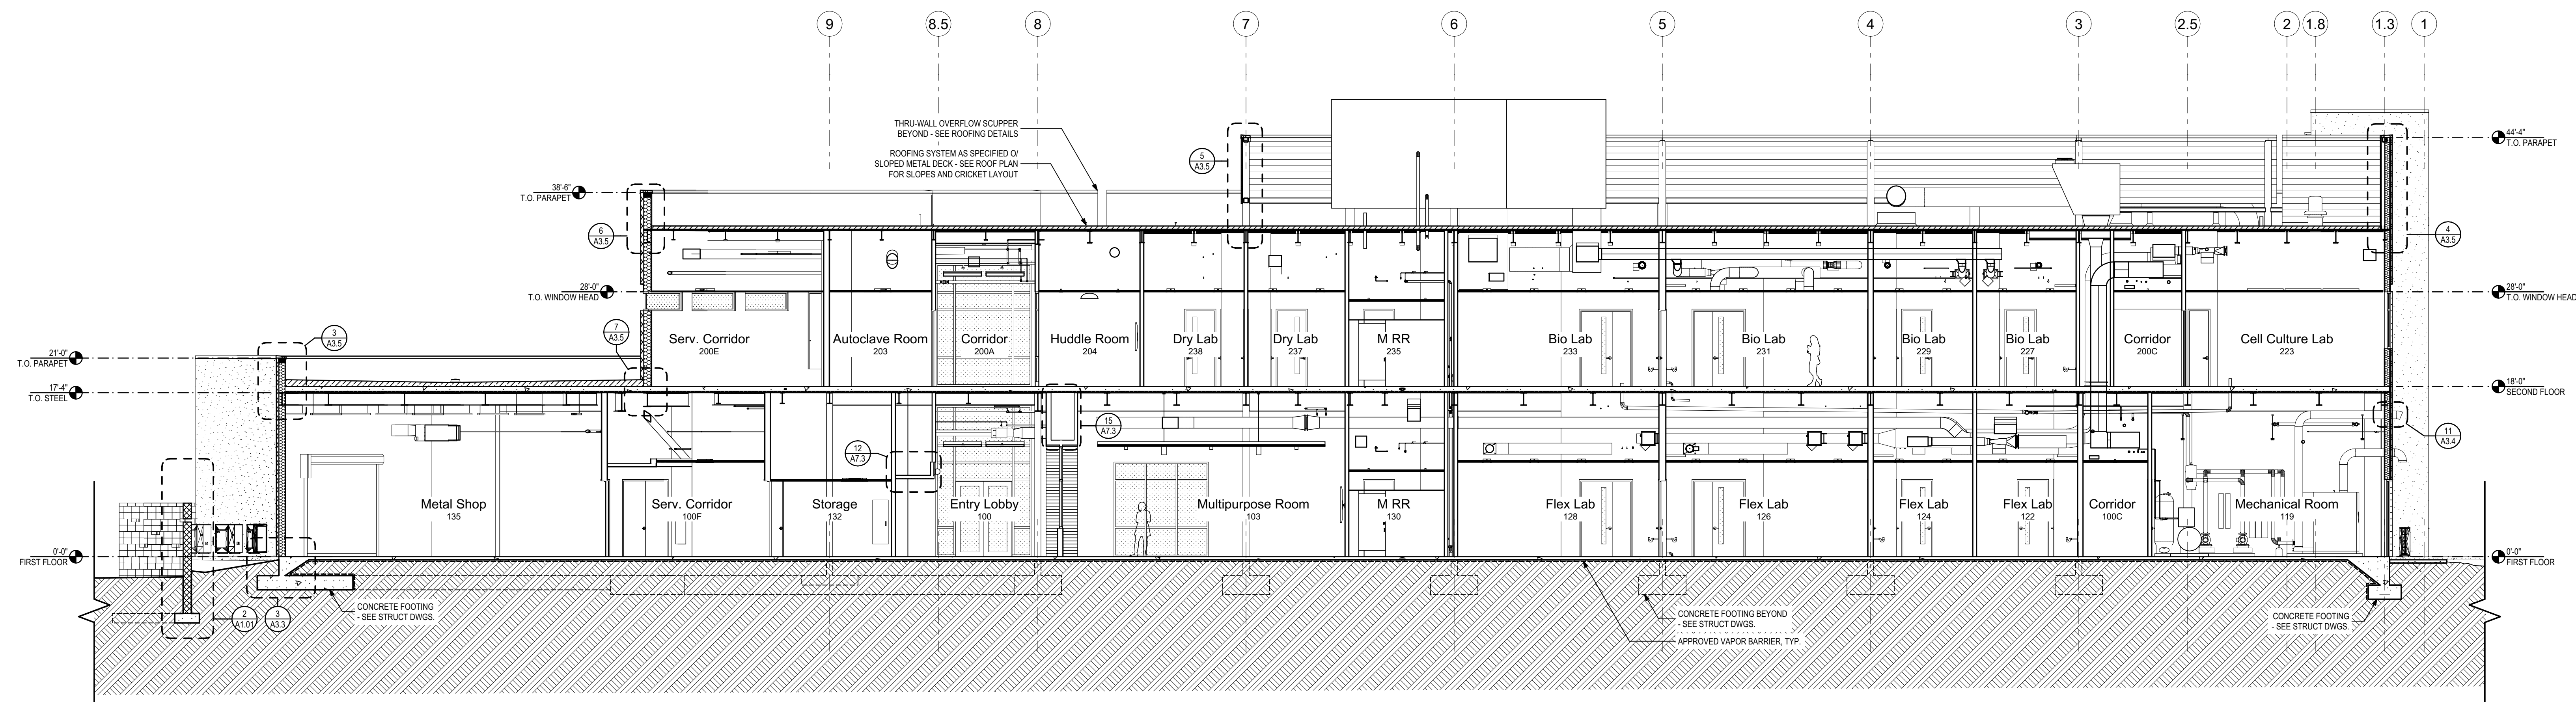 9
8.5
8
7
6
5
4
3
2.5
2
1.8
1.3
1
THRU-WALL OVERFLOW SCUPPER
BEYOND - SEE ROOFING DETAILS
ROOFING SYSTEM AS SPECIFIED O/
SLOPED METAL DECK - SEE ROOF PLAN
FOR SLOPES AND CRICKET LAYOUT
5
A3.5
44'-4"
T.O. PARAPET
38'-6"
T.O. PARAPET
6
A3.5
4
A3.5
28'-0"
T.O. WINDOW HEAD
28'-0"
T.O. WINDOW HEAD
7
A3.5
3
A3.5
21'-0"
T.O. PARAPET
17'-4"
T.O. STEEL
Serv. Corridor
200E
Autoclave Room
203
Corridor
200A
Huddle Room
204
Dry Lab
238
Dry Lab
237
M RR
235
Bio Lab
233
Bio Lab
231
Bio Lab
229
Bio Lab
227
Corridor
200C
Cell Culture Lab
223
18'-0"
SECOND FLOOR
12
A7.3
15
A7.3
11
A3.4
Metal Shop
135
Serv. Corridor
100F
Storage
132
Entry Lobby
100
Multipurpose Room
103
M RR
130
Flex Lab
128
Flex Lab
126
Flex Lab
124
Flex Lab
122
Corridor
100C
Mechanical Room
119
0'-0"
FIRST FLOOR
0'-0"
FIRST FLOOR
2
A1.01
3
A3.3
CONCRETE FOOTING
- SEE STRUCT DWGS.
CONCRETE FOOTING BEYOND
- SEE STRUCT DWGS.
APPROVED VAPOR BARRIER, TYP.
CONCRETE FOOTING
- SEE STRUCT DWGS.